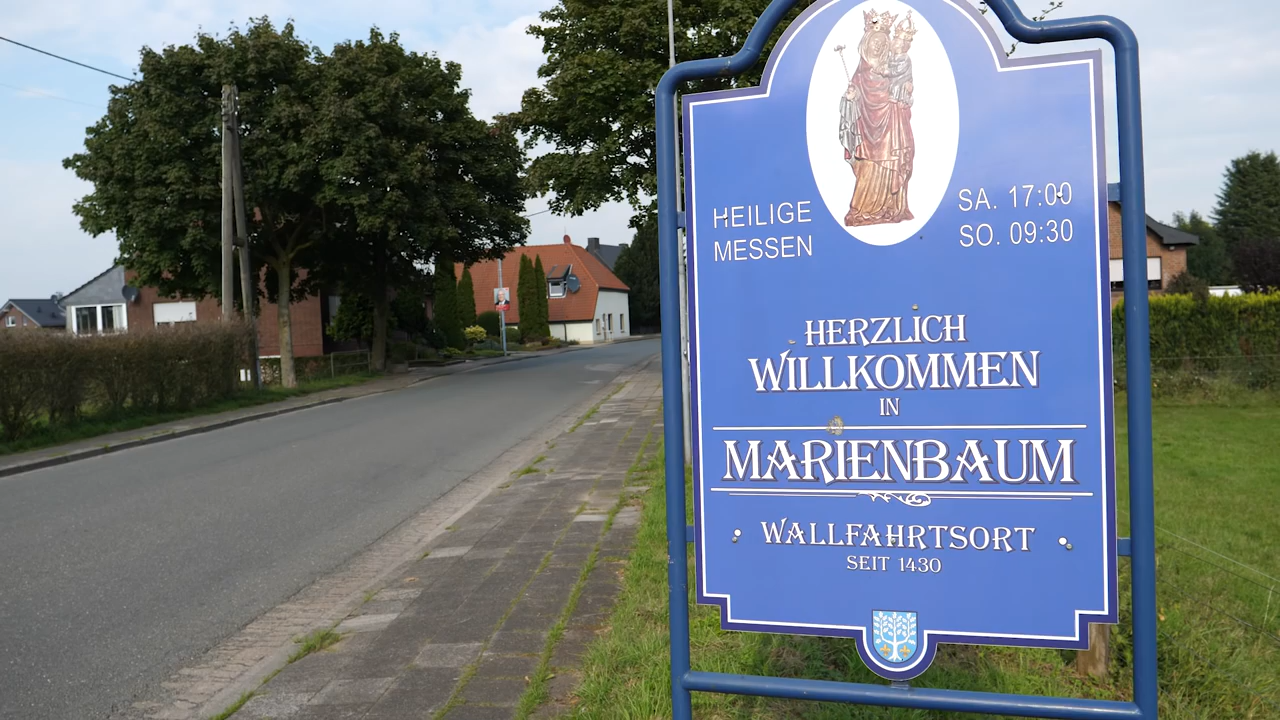 HEILIGE
MESSEN
SA. 17:00
SO. 09:30
HERZLICH
WILLKOMMEN
IN
MARIENBAUM
WALLFAHRTSORT
SEIT 1430